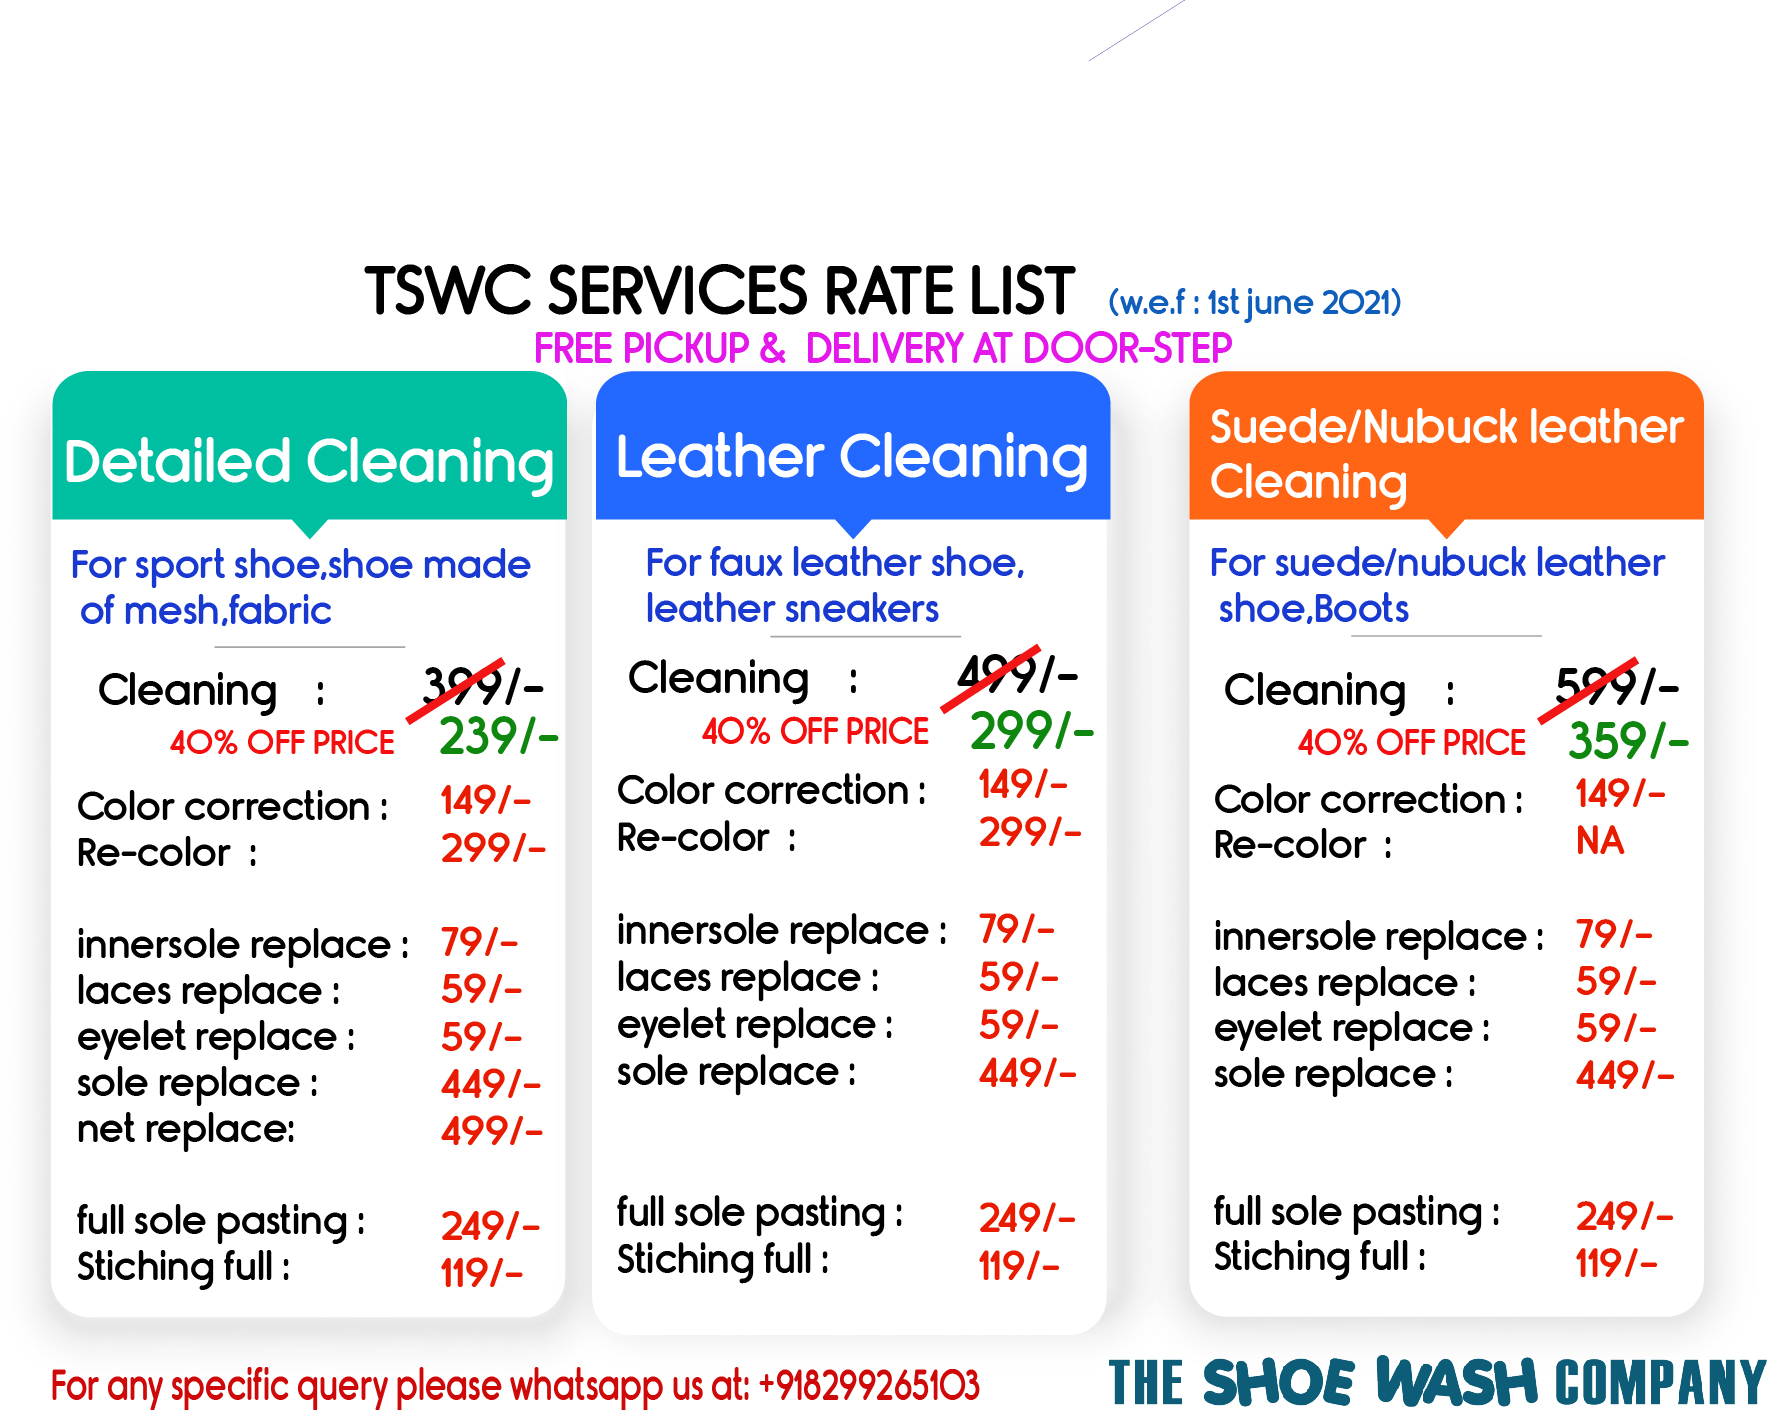 TSWC SERVICES RATE LIST (w.e.f : 1st june 2021)
FREE PICKUP & DELIVERY AT DOOR-STEP
Detailed Cleaning
For sport shoe,shoe made
of mesh,fabric
Cleaning : 399/-
40% OFF PRICE 239/-
Color correction : 149/-
Re-color : 299/-
innersole replace : 79/-
laces replace : 59/-
eyelet replace : 59/-
sole replace : 449/-
net replace: 499/-
full sole pasting : 249/-
Stiching full : 119/-
Leather Cleaning
For faux leather shoe,
leather sneakers
Cleaning : 499/-
40% OFF PRICE 299/-
Color correction : 149/-
Re-color : 299/-
innersole replace : 79/-
laces replace : 59/-
eyelet replace : 59/-
sole replace : 449/-
full sole pasting : 249/-
Stiching full : 119/-
Suede/Nubuck leather
Cleaning
For suede/nubuck leather
shoe,Boots
Cleaning : 599/-
40% OFF PRICE 359/-
Color correction : 149/-
Re-color : NA
innersole replace : 79/-
laces replace : 59/-
eyelet replace : 59/-
sole replace : 449/-
full sole pasting : 249/-
Stiching full : 119/-
For any specific query please whatsapp us at: +918299265103
THE SHOE WASH COMPANY